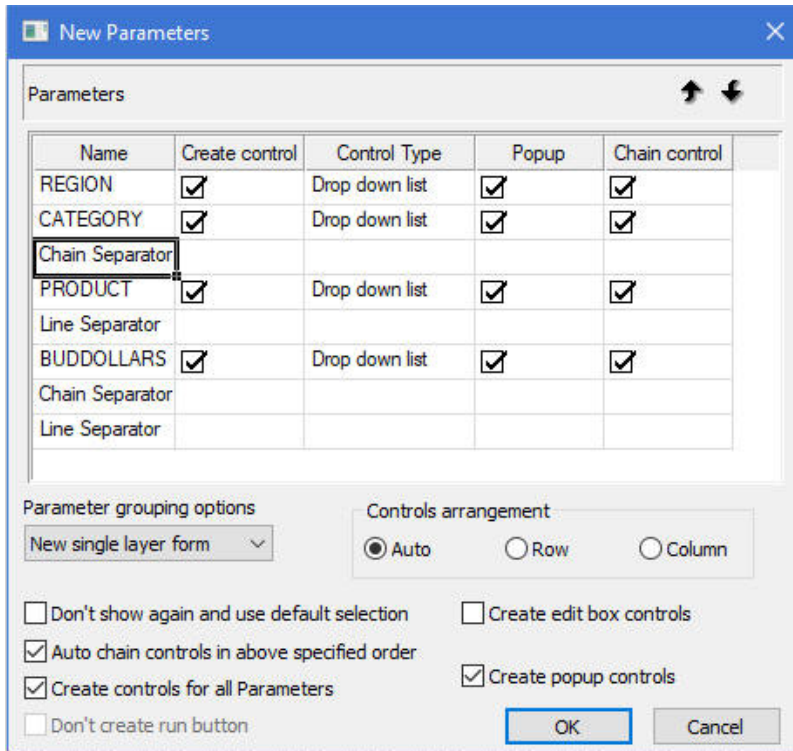 New Parameters
Parameters
Name Create control Control Type Popup Chain control
REGION Drop down list
CATEGORY Drop down list
Chain Separator
PRODUCT Drop down list
Line Separator
BUDDOLLARS Drop down list
Chain Separator
Line Separator
Parameter grouping options
Controls arrangement
New single layer form
Auto Row Column
Don't show again and use default selection
Create edit box controls
Auto chain controls in above specified order
Create controls for all Parameters
Create popup controls
Don't create run button
OK Cancel